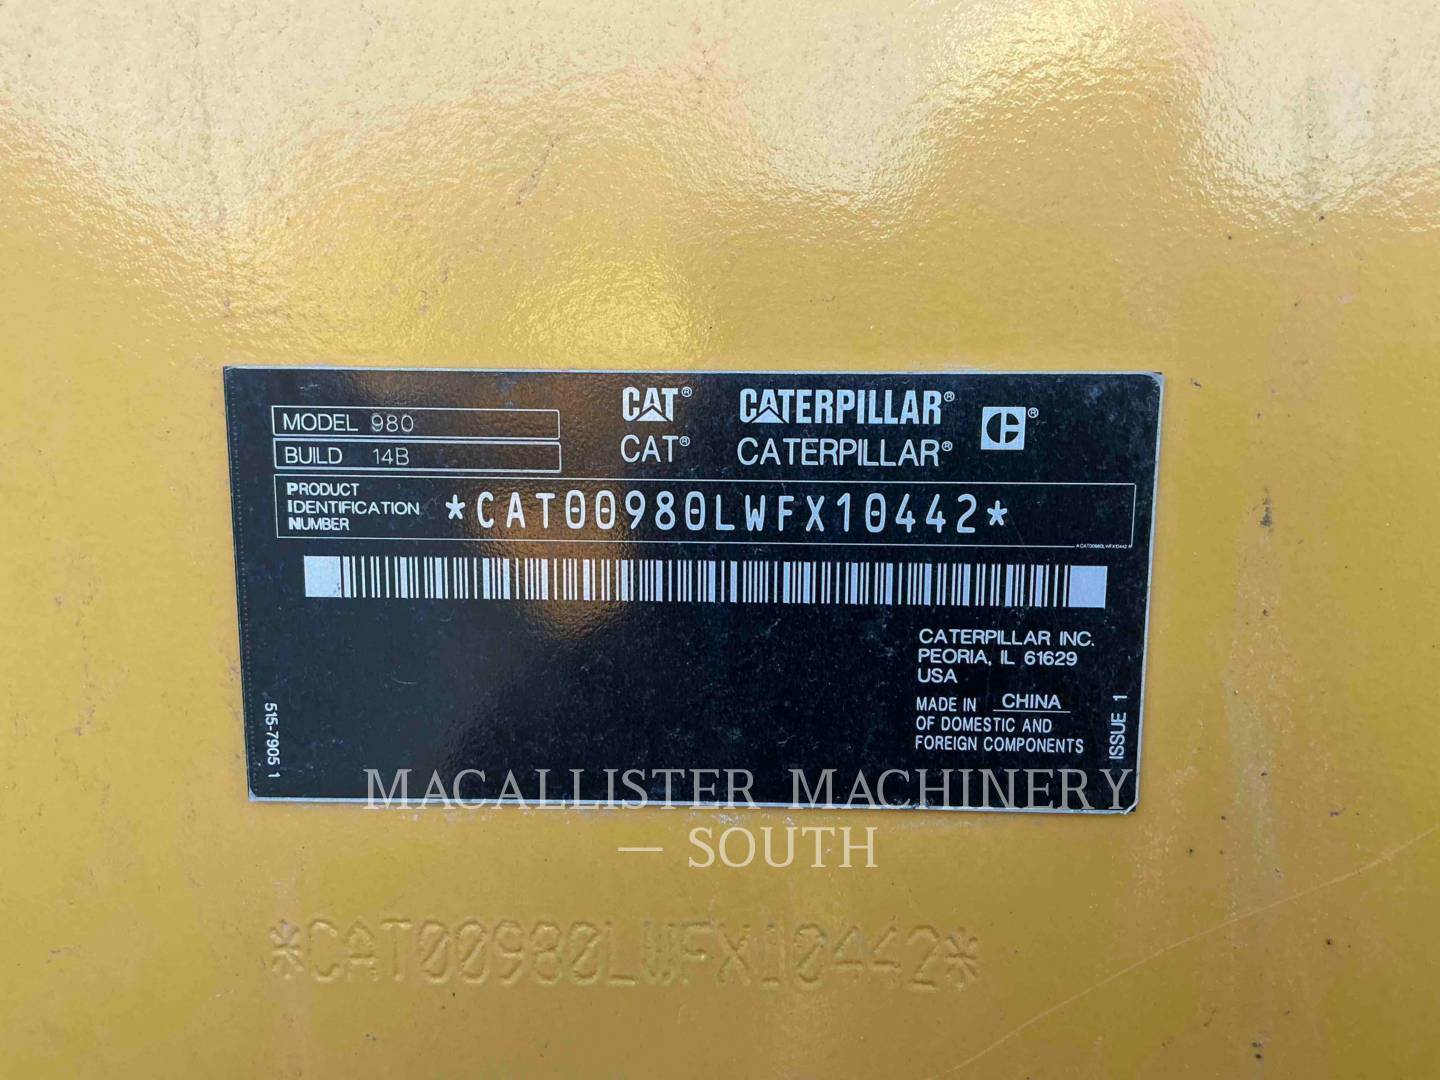 MODEL 980
BUILD 14B
CAT® CATERPILLAR®
CAT® CATERPILLAR®
PRODUCT
IDENTIFICATION
NUMBER
*CAT00980LWFX10442*
*CAT00980LWFX10442*
CATERPILLAR INC.
PEORIA, IL 61629
USA
MADE IN CHINA
OF DOMESTIC AND
FOREIGN COMPONENTS
515-7905 1
ISSUE 1
MACALLISTER MACHINERY
— SOUTH
*CAT00980LWFX10442*